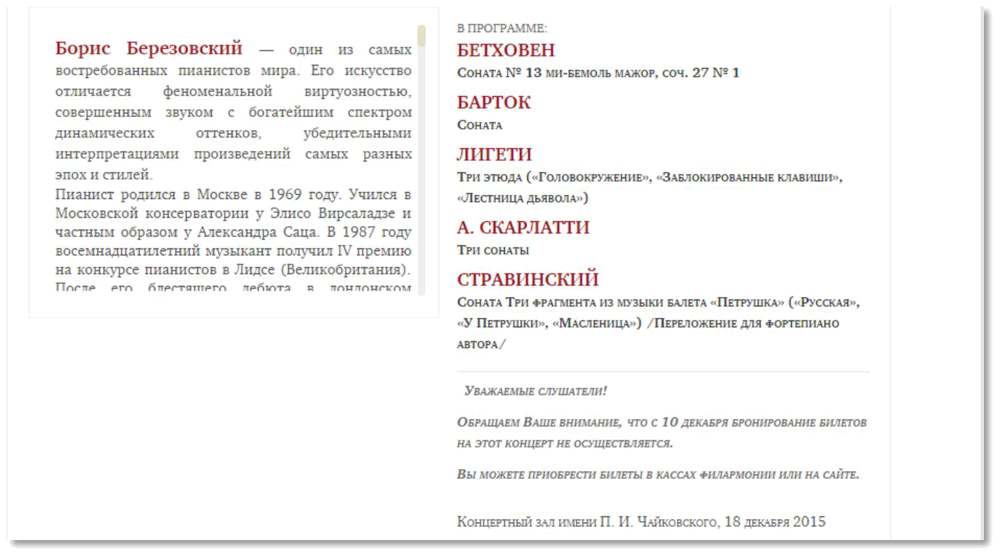 Борис Березовский — один из самых
востребованных пианистов мира. Его искусство
отличается феноменальной виртуозностью,
совершенным звуком с богатейшим спектром
динамических оттенков, убедительными
интерпретациями произведений самых разных
эпох и стилей.
Пианист родился в Москве в 1969 году. Учился в
Московской консерватории у Элисо Вирсаладзе и
частным образом у Александра Саца. В 1987 году
восемнадцатилетний музыкант получил IV премию
на конкурсе пианистов в Лидсе (Великобритания).
После его блестящего дебюта в лондонском
В ПРОГРАММЕ:
БЕТХОВЕН
Соната № 13 ми-бемоль мажор, соч. 27 № 1
БАРТОК
Соната
ЛИГЕТИ
Три этюда («Головокружение», «Заблокированные клавиши»,
«Лестница дьявола»)
А. СКАРЛАТТИ
Три сонаты
СТРАВИНСКИЙ
Соната Три фрагмента из музыки балета «Петрушка» («Русская»,
«У Петрушки», «Масленица») /Переложение для фортепиано
автора/
Уважаемые слушатели!
Обращаем Ваше внимание, что с 10 декабря бронирование билетов
на этот концерт не осуществляется.
Вы можете приобрести билеты в кассах филармонии или на сайте.
Концертный зал имени П. И. Чайковского, 18 декабря 2015